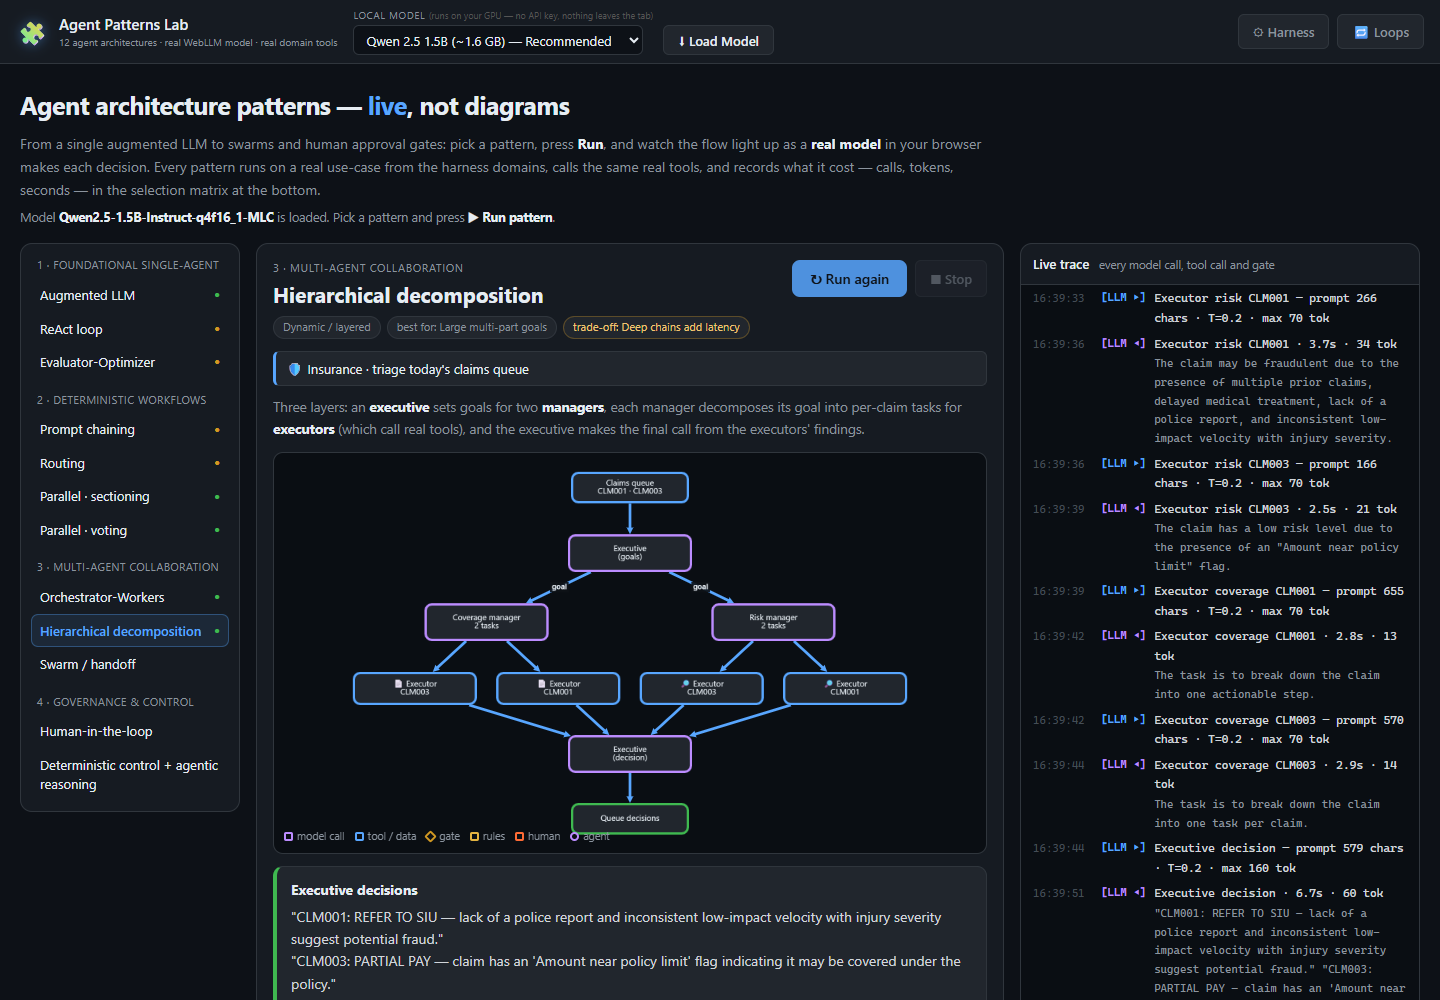 Agent Patterns Lab
12 agent architectures · real WebLLM model · real domain tools
LOCAL MODEL (runs on your GPU — no API key, nothing leaves the tab)
Qwen 2.5 1.5B (~1.6 GB) — Recommended
⬇ Load Model
⚙ Harness
🔁 Loops
Agent architecture patterns — live, not diagrams
From a single augmented LLM to swarms and human approval gates: pick a pattern, press Run, and watch the flow light up as a real model in your browser
makes each decision. Every pattern runs on a real use-case from the harness domains, calls the same real tools, and records what it cost — calls, tokens,
seconds — in the selection matrix at the bottom.
Model Qwen2.5-1.5B-Instruct-q4f16_1-MLC is loaded. Pick a pattern and press ▶ Run pattern.
1 · FOUNDATIONAL SINGLE-AGENT
Augmented LLM
ReAct loop
Evaluator-Optimizer
2 · DETERMINISTIC WORKFLOWS
Prompt chaining
Routing
Parallel · sectioning
Parallel · voting
3 · MULTI-AGENT COLLABORATION
Orchestrator-Workers
Hierarchical decomposition
Swarm / handoff
4 · GOVERNANCE & CONTROL
Human-in-the-loop
Deterministic control + agentic
reasoning
3 · MULTI-AGENT COLLABORATION
Hierarchical decomposition
↻ Run again
■ Stop
Dynamic / layered
best for: Large multi-part goals
trade-off: Deep chains add latency
Insurance · triage today's claims queue
Three layers: an executive sets goals for two managers, each manager decomposes its goal into per-claim tasks for
executors (which call real tools), and the executive makes the final call from the executors' findings.
Claims queue
CLM001 · CLM003
Executive
(goals)
goal
goal
Coverage manager
2 tasks
Risk manager
2 tasks
Executor
CLM003
Executor
CLM001
Executor
CLM003
Executor
CLM001
Executive
(decision)
Queue decisions
model call
tool / data
gate
rules
human
agent
Executive decisions
"CLM001: REFER TO SIU — lack of a police report and inconsistent low-impact velocity with injury severity
suggest potential fraud."
"CLM003: PARTIAL PAY — claim has an 'Amount near policy limit' flag indicating it may be covered under the
policy."
Live trace every model call, tool call and gate
16:39:33 [LLM ▸] Executor risk CLM001 — prompt 266
chars · T=0.2 · max 70 tok
16:39:36 [LLM ◂] Executor risk CLM001 · 3.7s · 34 tok
The claim may be fraudulent due to the
presence of multiple prior claims,
delayed medical treatment, lack of a
police report, and inconsistent low-
impact velocity with injury severity.
16:39:36 [LLM ▸] Executor risk CLM003 — prompt 166
chars · T=0.2 · max 70 tok
16:39:39 [LLM ◂] Executor risk CLM003 · 2.5s · 21 tok
The claim has a low risk level due to
the presence of an "Amount near policy
limit" flag.
16:39:39 [LLM ▸] Executor coverage CLM001 — prompt 655
chars · T=0.2 · max 70 tok
16:39:42 [LLM ◂] Executor coverage CLM001 · 2.8s · 13
tok
The task is to break down the claim
into one actionable step.
16:39:42 [LLM ▸] Executor coverage CLM003 — prompt 570
chars · T=0.2 · max 70 tok
16:39:44 [LLM ◂] Executor coverage CLM003 · 2.9s · 14
tok
The task is to break down the claim
into one task per claim.
16:39:44 [LLM ▸] Executive decision — prompt 579 chars
· T=0.2 · max 160 tok
16:39:51 [LLM ◂] Executive decision · 6.7s · 60 tok
"CLM001: REFER TO SIU — lack of a
police report and inconsistent low-
impact velocity with injury severity
suggest potential fraud." "CLM003:
PARTIAL PAY — claim has an 'Amount near